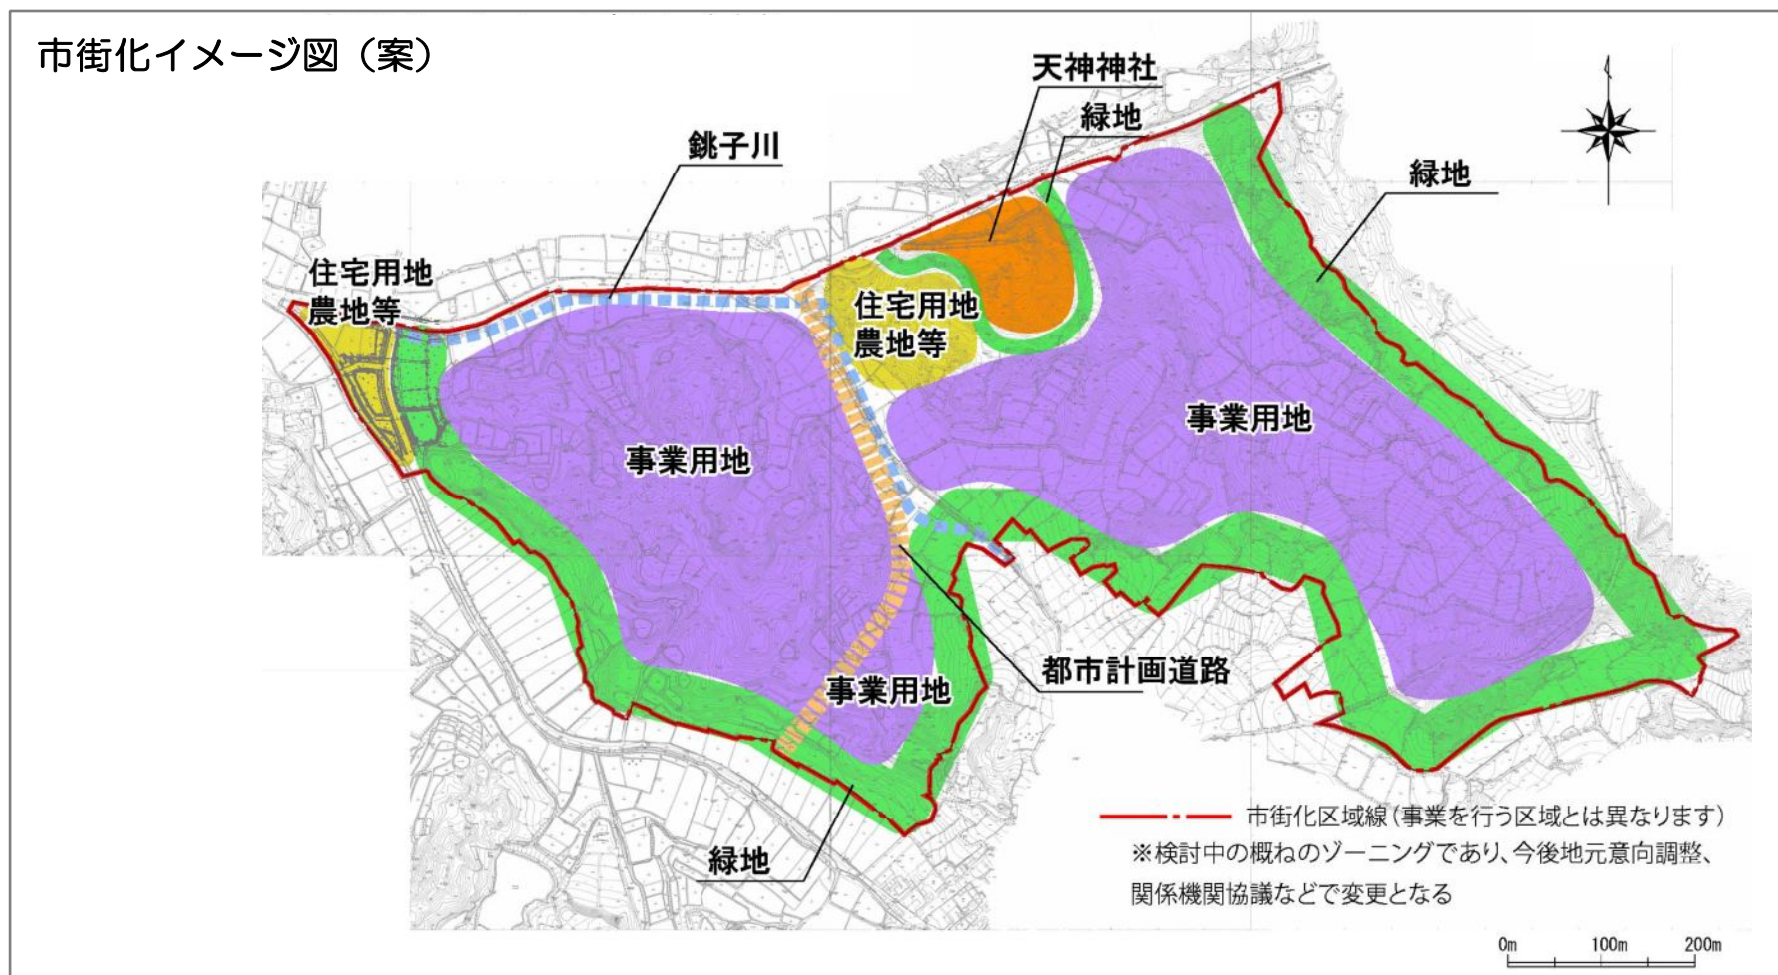 市街化イメージ図（案）
天神神社
緑地
銚子川
緑地
住宅用地
農地等
住宅用地
農地等
事業用地
事業用地
都市計画道路
事業用地
緑地
市街化区域線（事業を行う区域とは異なります）
※検討中の概ねのゾーニングであり、今後地元意向調整、
関係機関協議などで変更となる
0m 100m 200m